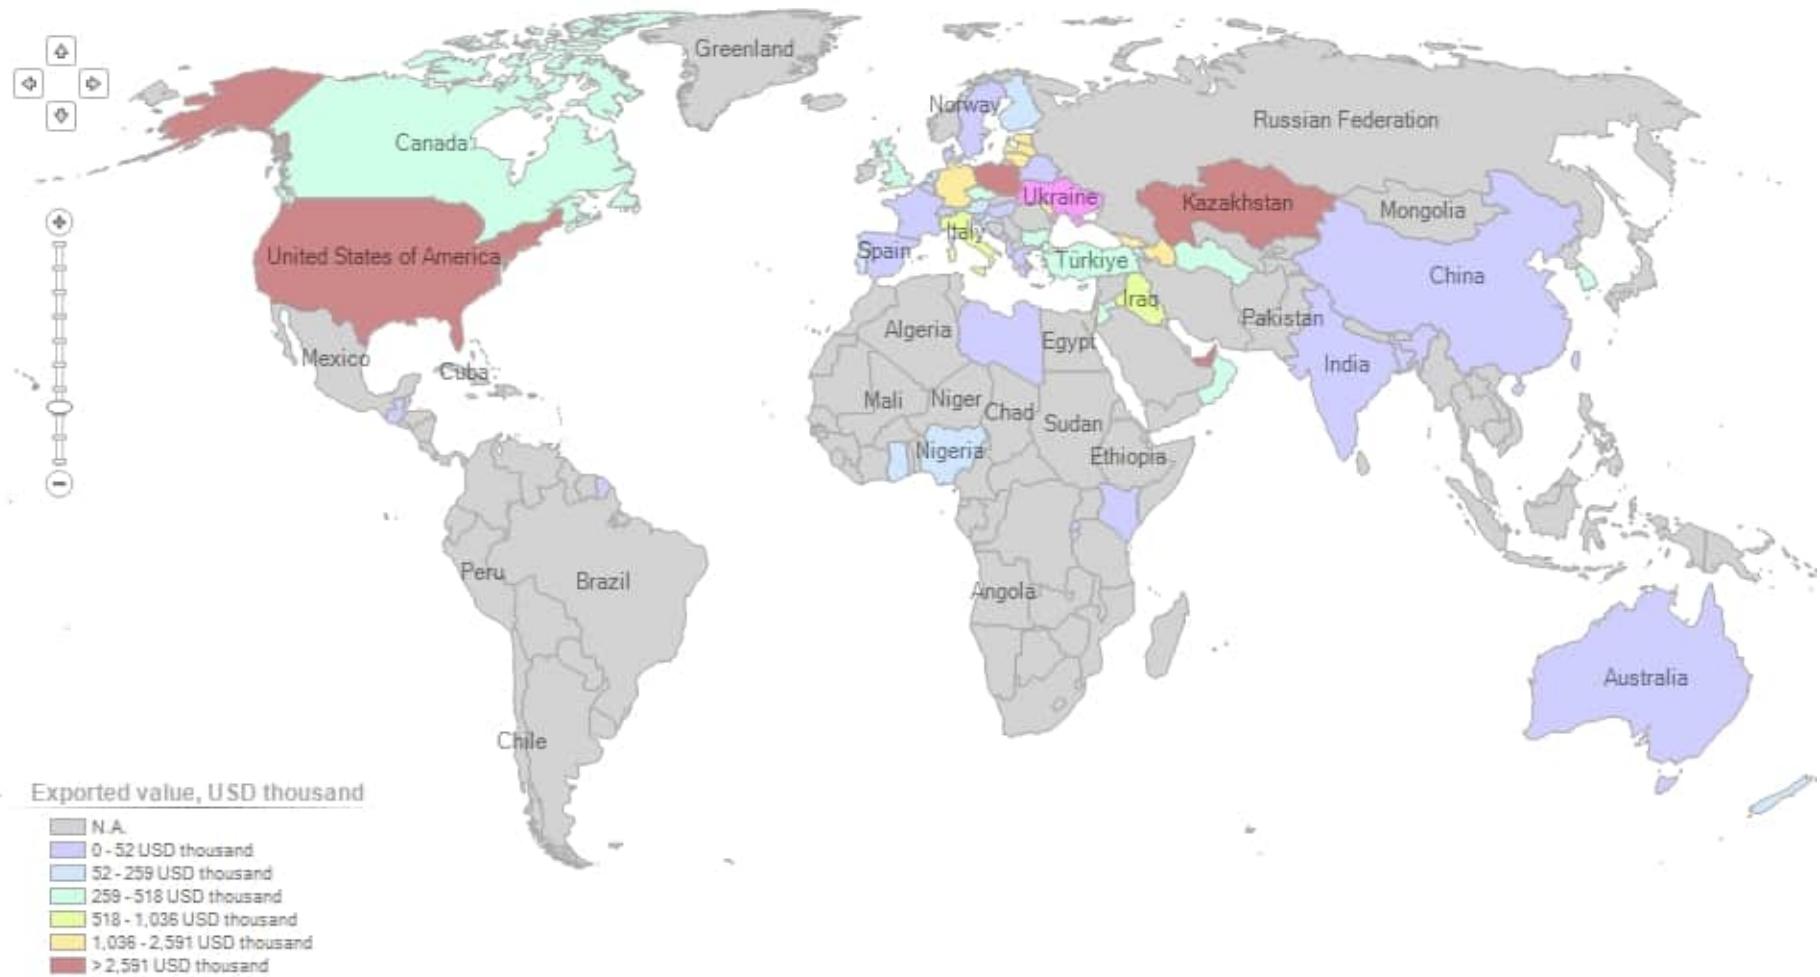 Greenland
Norway
Russian Federation
Canada
Ukraine
Kazakhstan
Mongolia
Italy
Spain
Türkiye
United States of America
China
Iraq
Pakistan
Algeria
Egypt
Mexico
India
Cuba
Mali
Niger
Chad
Sudan
Nigeria
Ethiopia
Peru
Brazil
Angola
Australia
Chile
Exported value, USD thousand
N.A.
0 - 52 USD thousand
52 - 259 USD thousand
259 - 518 USD thousand
518 - 1,036 USD thousand
1,036 - 2,591 USD thousand
> 2,591 USD thousand